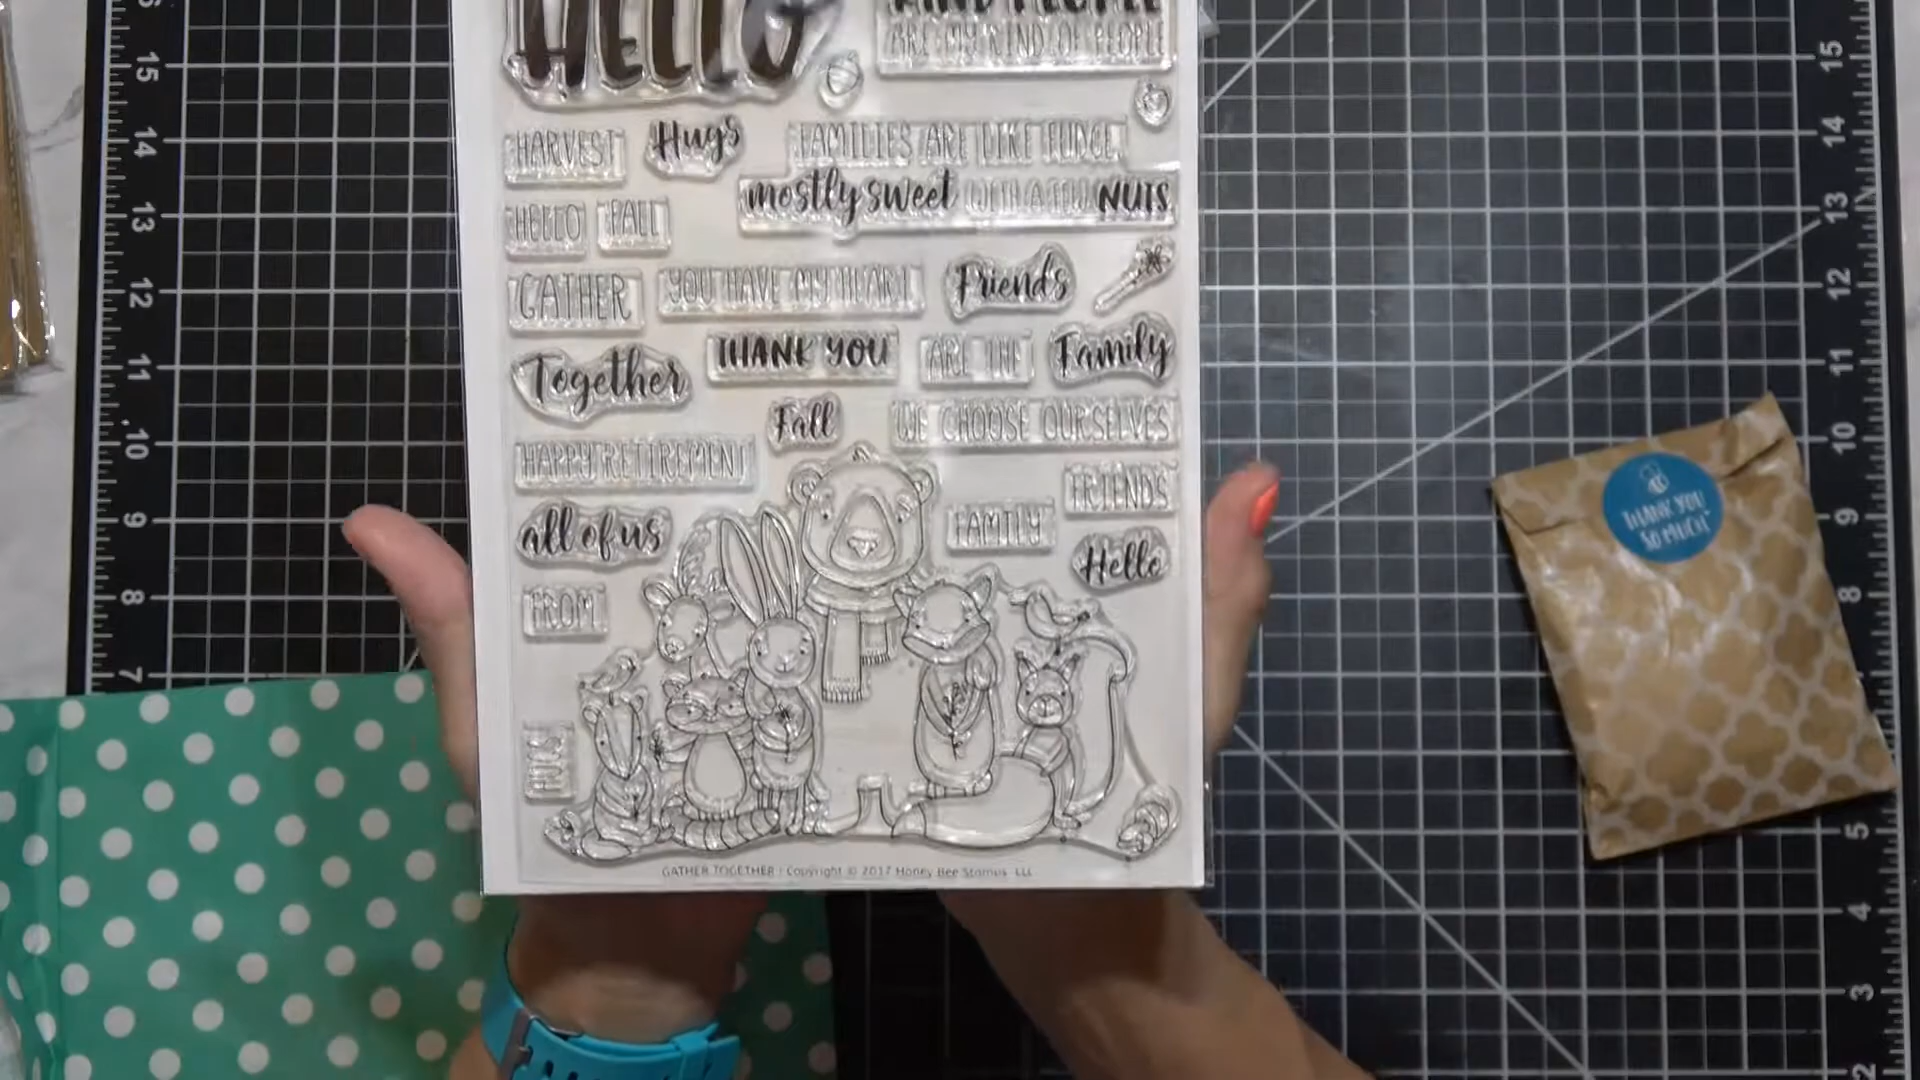 HELLO
KIND PEOPLE
ARE MY KIND OF PEOPLE
HARVEST
Hugs
FAMILIES ARE LIKE FUDGE,
mostly sweet WITH A FEW NUTS
HELLO
FALL
GATHER
YOU HAVE MY HEART
Friends
Together
THANK YOU
ARE THE
Family
Fall
WE CHOOSE OURSELVES
HAPPY RETIREMENT
FRIENDS
all of us
FAMILY
Hello
FROM
HUGS
GATHER TOGETHER : Copyright © 2017 Honey Bee Stamps LLC
THANK YOU
SO MUCH
15
14
13
12
11
10
9
8
7
15
14
13
12
11
10
9
8
5
4
3
2